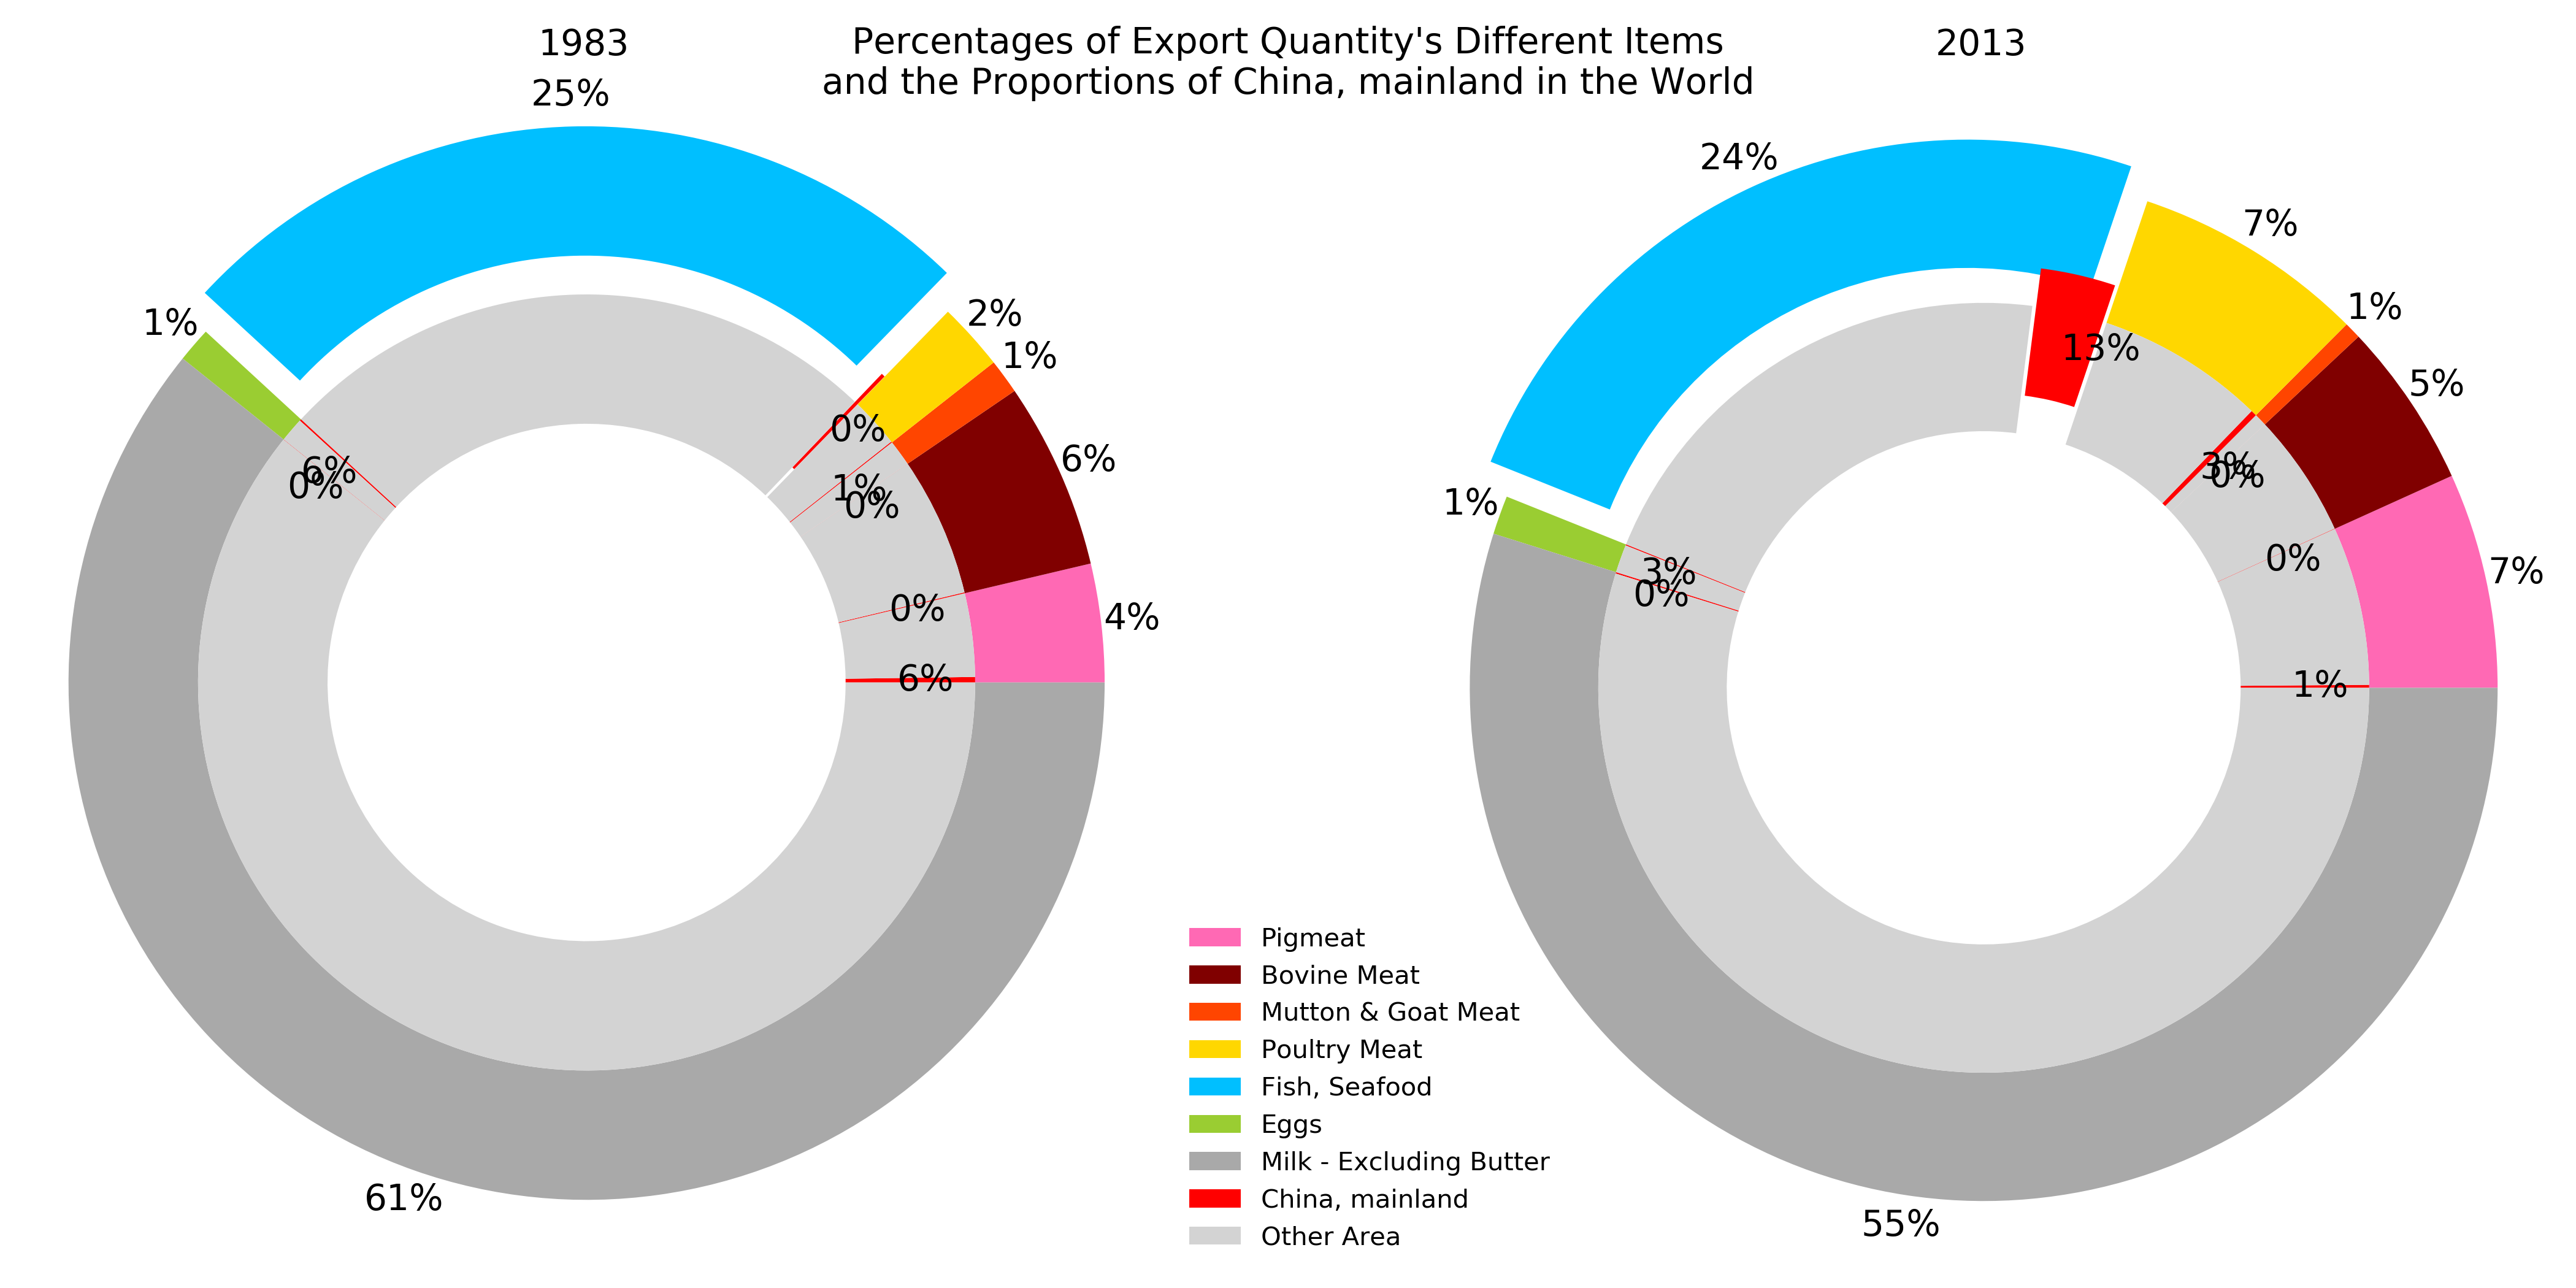 Percentages of Export Quantity's Different Items
and the Proportions of China, mainland in the World
1983
25%
2%
1%
1%
6%
4%
61%
0%
1%
0%
0%
6%
6%
0%
2013
24%
7%
1%
5%
7%
1%
55%
13%
3%
0%
0%
1%
3%
0%
Pigmeat
Bovine Meat
Mutton & Goat Meat
Poultry Meat
Fish, Seafood
Eggs
Milk - Excluding Butter
China, mainland
Other Area